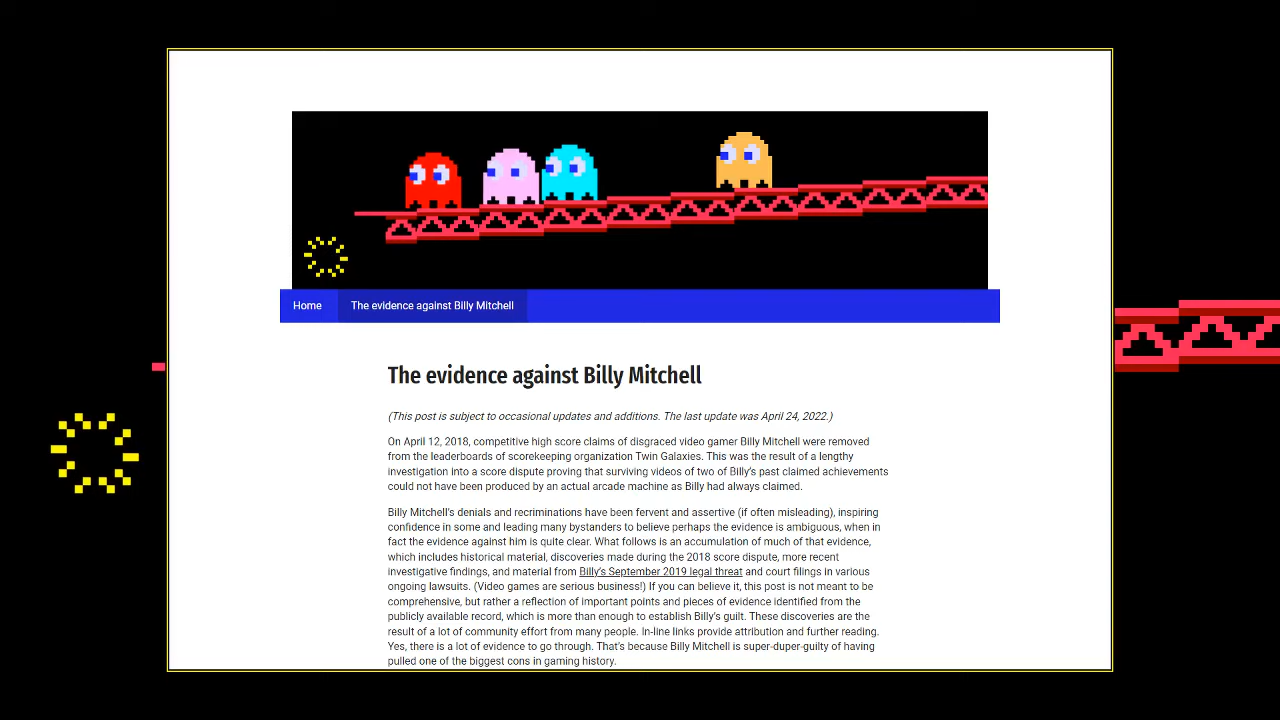 Home
The evidence against Billy Mitchell
The evidence against Billy Mitchell
(This post is subject to occasional updates and additions. The last update was April 24, 2022.)
On April 12, 2018, competitive high score claims of disgraced video gamer Billy Mitchell were removed
from the leaderboards of scorekeeping organization Twin Galaxies. This was the result of a lengthy
investigation into a score dispute proving that surviving videos of two of Billy's past claimed achievements
could not have been produced by an actual arcade machine as Billy had always claimed.
Billy Mitchell's denials and recriminations have been fervent and assertive (if often misleading), inspiring
confidence in some and leading many bystanders to believe perhaps the evidence is ambiguous, when in
fact the evidence against him is quite clear. What follows is an accumulation of much of that evidence,
which includes historical material, discoveries made during the 2018 score dispute, more recent
investigative findings, and material from Billy's September 2019 legal threat and court filings in various
ongoing lawsuits. (Video games are serious business!) If you can believe it, this post is not meant to be
comprehensive, but rather a reflection of important points and pieces of evidence identified from the
publicly available record, which is more than enough to establish Billy's guilt. These discoveries are the
result of a lot of community effort from many people. In-line links provide attribution and further reading.
Yes, there is a lot of evidence to go through. That's because Billy Mitchell is super-duper-guilty of having
pulled one of the biggest cons in gaming history.